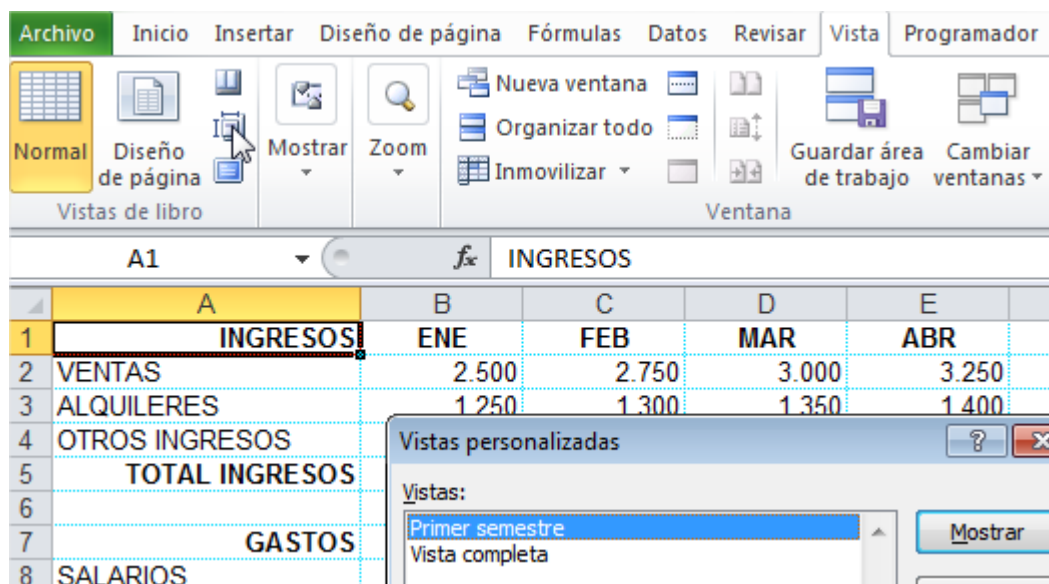 Archivo Inicio Insertar Diseño de página Fórmulas Datos Revisar Vista Programador
Normal
Diseño
de página
Mostrar
Zoom
Nueva ventana
Organizar todo
Inmovilizar
Guardar área
de trabajo
Cambiar
ventanas
Vistas de libro
Ventana
A1 fx INGRESOS
A B C D E
1 INGRESOS ENE FEB MAR ABR
2 VENTAS 2.500 2.750 3.000 3.250
3 ALQUILERES 1.250 1.300 1.350 1.400
4 OTROS INGRESOS
5 TOTAL INGRESOS
6
7 GASTOS
8 SALARIOS
Vistas personalizadas
Vistas:
Primer semestre
Vista completa
Mostrar